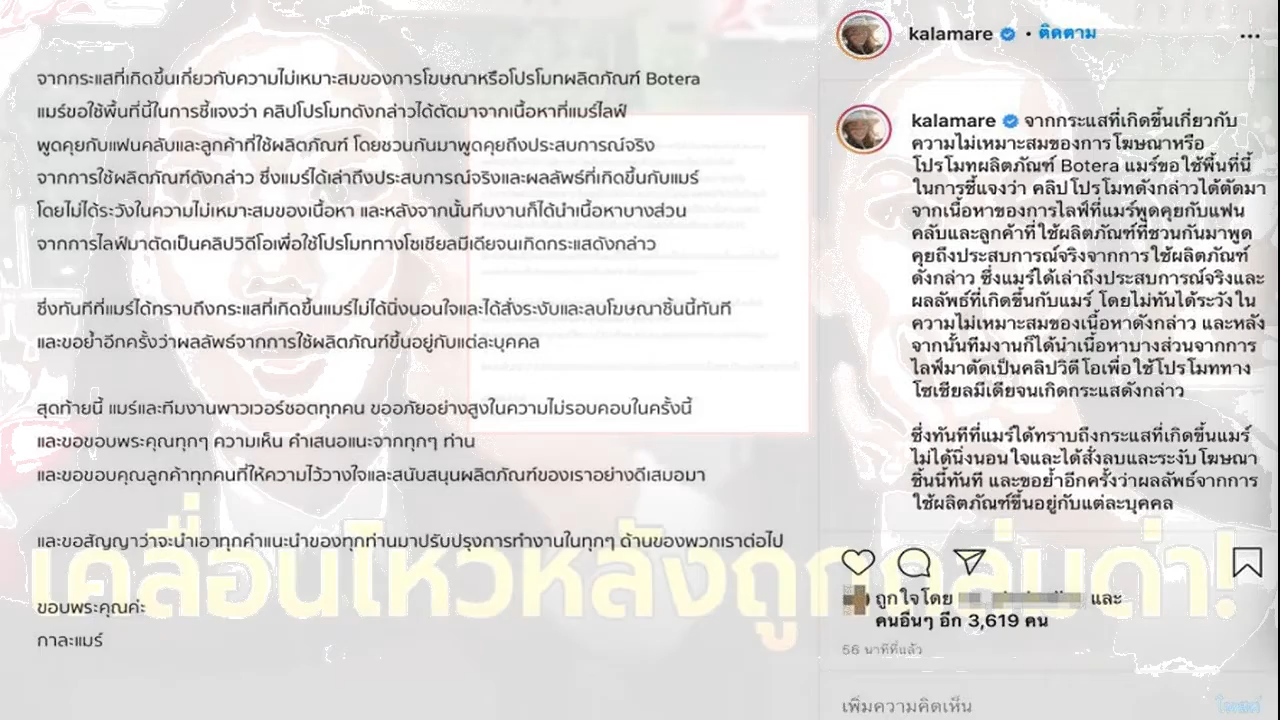 จากกระแสที่เกิดขึ้นเกี่ยวกับความไม่เหมาะสมของการโฆษณาหรือโปรโมทผลิตภัณฑ์ Botera
แมร์ขอใช้พื้นที่นี้ในการชี้แจงว่า คลิปโปรโมทดังกล่าวได้ตัดมาจากเนื้อหาที่แมร์ไลฟ์
พูดคุยกับแฟนคลับและลูกค้าที่ใช้ผลิตภัณฑ์ โดยชวนกันมาพูดคุยถึงประสบการณ์จริง
จากการใช้ผลิตภัณฑ์ดังกล่าว ซึ่งแมร์ได้เล่าถึงประสบการณ์จริงและผลลัพธ์ที่เกิดขึ้นกับแมร์
โดยไม่ได้ระวังในความไม่เหมาะสมของเนื้อหา และหลังจากนั้นทีมงานก็ได้นำเนื้อหาบางส่วน
จากการไลฟ์มาตัดเป็นคลิปวิดีโอเพื่อใช้โปรโมททางโซเชียลมีเดียจนเกิดกระแสดังกล่าว
ซึ่งทันทีที่แมร์ได้ทราบถึงกระแสที่เกิดขึ้นแมร์ไม่ได้นิ่งนอนใจและได้สั่งระงับและลบโฆษณาชิ้นนี้ทันที
และขอย้ำอีกครั้งว่าผลลัพธ์จากการใช้ผลิตภัณฑ์ขึ้นอยู่กับแต่ละบุคคล
สุดท้ายนี้ แมร์และทีมงานพาวเวอร์ชอตทุกคน ขออภัยอย่างสูงในความไม่รอบคอบในครั้งนี้
และขอขอบพระคุณทุกๆ ความเห็น คำเสนอแนะจากทุกๆ ท่าน
และขอขอบคุณลูกค้าทุกคนที่ให้ความไว้วางใจและสนับสนุนผลิตภัณฑ์ของเราอย่างดีเสมอมา
และขอสัญญาว่าจะนำเอาทุกคำแนะนำของทุกท่านมาปรับปรุงการทำงานในทุกๆ ด้านของพวกเราต่อไป
ขอบพระคุณค่ะ
กาละแมร์
เคลื่อนไหวหลังถูกถล่มด่า!
kalamare • ติดตาม
kalamare จากกระแสที่เกิดขึ้นเกี่ยวกับ
ความไม่เหมาะสมของการโฆษณาหรือ
โปรโมทผลิตภัณฑ์ Botera แมร์ขอใช้พื้นที่นี้
ในการชี้แจงว่า คลิปโปรโมทดังกล่าวได้ตัดมา
จากเนื้อหาของการไลฟ์ที่แมร์พูดคุยกับแฟน
คลับและลูกค้าที่ใช้ผลิตภัณฑ์ที่ชวนกันมาพูด
คุยถึงประสบการณ์จริงจากการใช้ผลิตภัณฑ์
ดังกล่าว ซึ่งแมร์ได้เล่าถึงประสบการณ์จริงและ
ผลลัพธ์ที่เกิดขึ้นกับแมร์ โดยไม่ทันได้ระวังใน
ความไม่เหมาะสมของเนื้อหาดังกล่าว และหลัง
จากนั้นทีมงานก็ได้นำเนื้อหาบางส่วนจากการ
ไลฟ์มาตัดเป็นคลิปวิดีโอเพื่อใช้โปรโมททาง
โซเชียลมีเดียจนเกิดกระแสดังกล่าว
ซึ่งทันทีที่แมร์ได้ทราบถึงกระแสที่เกิดขึ้นแมร์
ไม่ได้นิ่งนอนใจและได้สั่งลบและระงับโฆษณา
ชิ้นนี้ทันที และขอย้ำอีกครั้งว่าผลลัพธ์จากการ
ใช้ผลิตภัณฑ์ขึ้นอยู่กับแต่ละบุคคล
ถูกใจโดย และ
คนอื่นๆ อีก 3,619 คน
56 นาทีที่แล้ว
เพิ่มความคิดเห็น
โพสต์